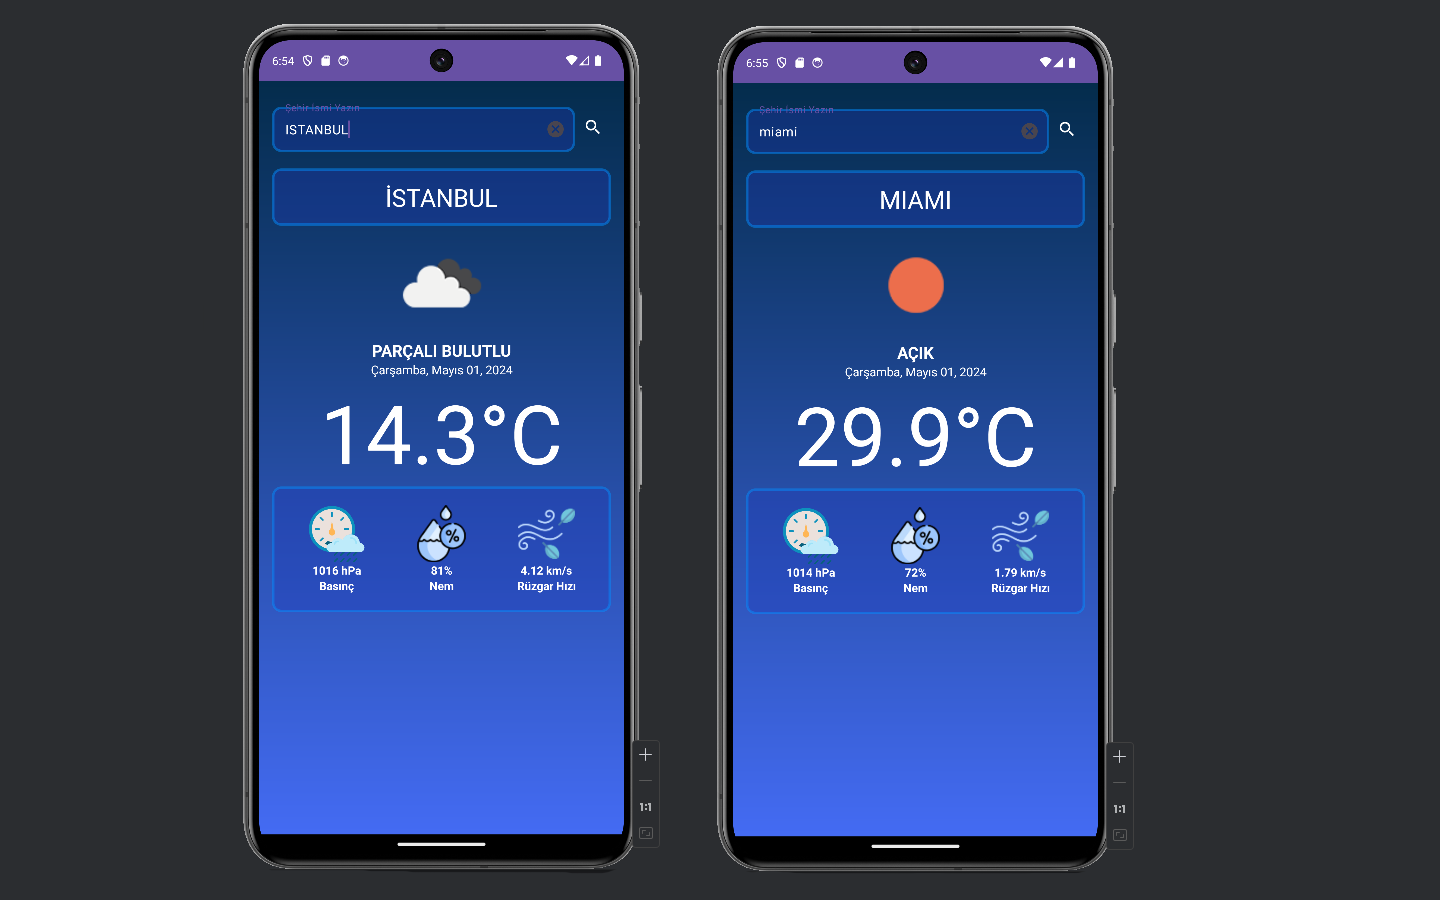 6:54
Şehir İsmi Yazın
ISTANBUL
İSTANBUL
PARÇALI BULUTLU
Çarşamba, Mayıs 01, 2024
14.3°C
%
1016 hPa
81%
4.12 km/s
Basınç
Nem
Rüzgar Hızı
1:1
6:55
Şehir İsmi Yazın
miami
MIAMI
AÇIK
Çarşamba, Mayıs 01, 2024
29.9°C
%
1014 hPa
72%
1.79 km/s
Basınç
Nem
Rüzgar Hızı
1:1